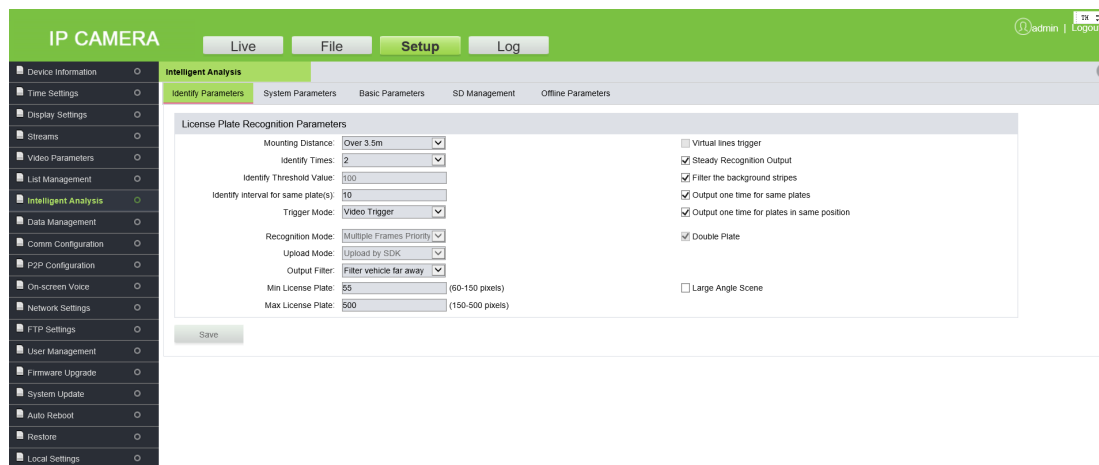 TH
IP CAMERA
Live File Setup Log
admin | Logou
Device Information
Time Settings
Display Settings
Streams
Video Parameters
List Management
Intelligent Analysis
Data Management
Comm Configuration
P2P Configuration
On-screen Voice
Network Settings
FTP Settings
User Management
Firmware Upgrade
System Update
Auto Reboot
Restore
Local Settings
Intelligent Analysis
Identify Parameters System Parameters Basic Parameters SD Management Offline Parameters
License Plate Recognition Parameters
Mounting Distance: Over 3.5m
Identify Times: 2
Identify Threshold Value: 100
Identify interval for same plate(s): 10
Trigger Mode: Video Trigger
Recognition Mode: Multiple Frames Priority
Upload Mode: Upload by SDK
Output Filter: Filter vehicle far away
Min License Plate: 55 (60-150 pixels)
Max License Plate: 500 (150-500 pixels)
Virtual lines trigger
Steady Recognition Output
Filter the background stripes
Output one time for same plates
Output one time for plates in same position
Double Plate
Large Angle Scene
Save